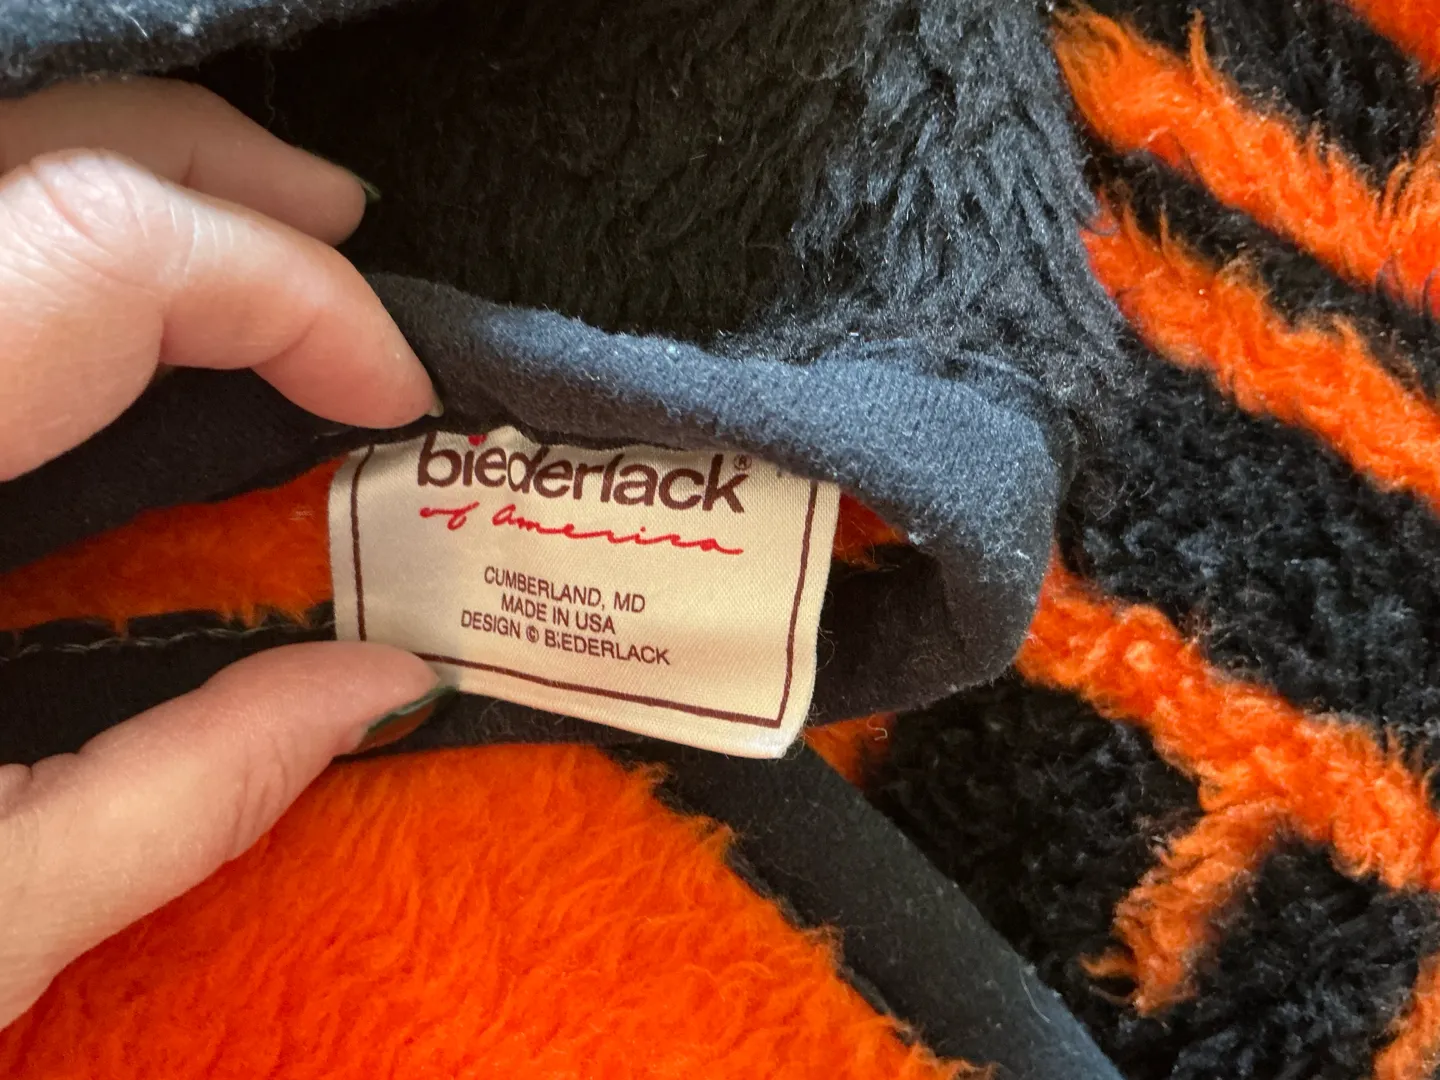 biederlack®
of america
CUMBERLAND, MD
MADE IN USA
DESIGN © BIEDERLACK